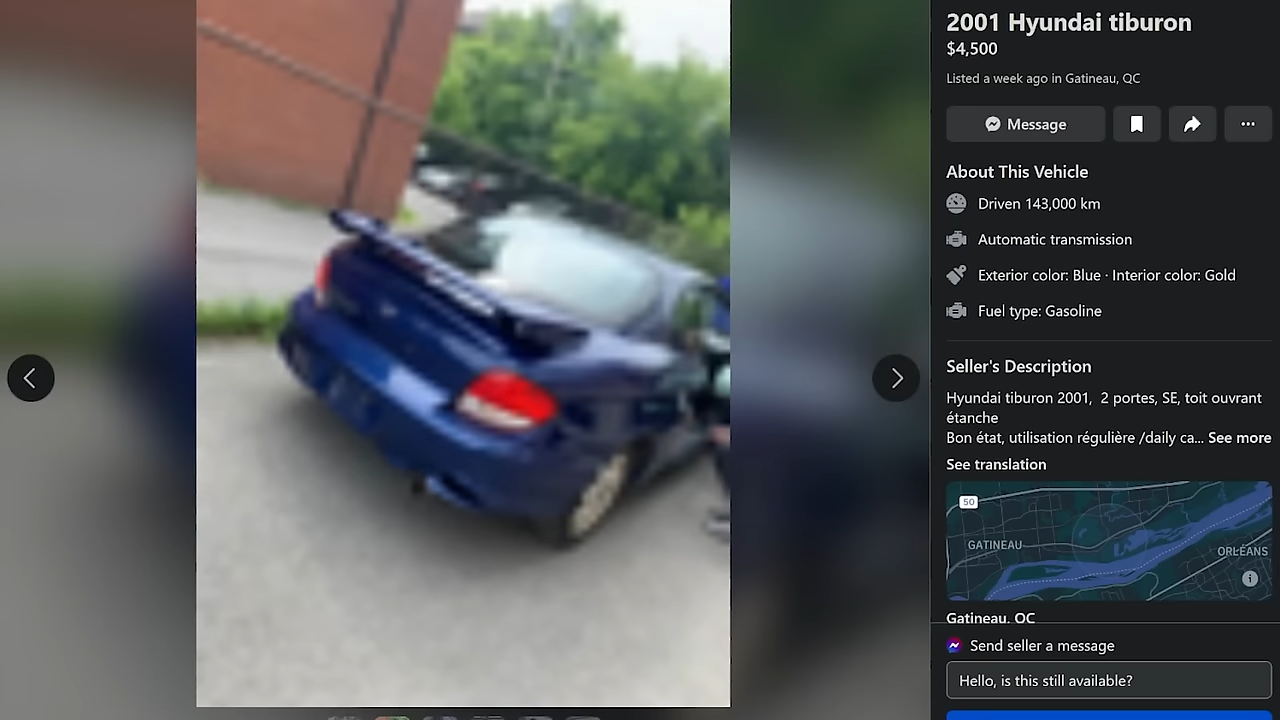 2001 Hyundai tiburon
$4,500
Listed a week ago in Gatineau, QC
Message
About This Vehicle
Driven 143,000 km
Automatic transmission
Exterior color: Blue · Interior color: Gold
Fuel type: Gasoline
Seller's Description
Hyundai tiburon 2001,  2 portes, SE, toit ouvrant
étanche
Bon état, utilisation régulière /daily ca... See more
See translation
50
GATINEAU
ORLÉANS
Gatineau, QC
Send seller a message
Hello, is this still available?